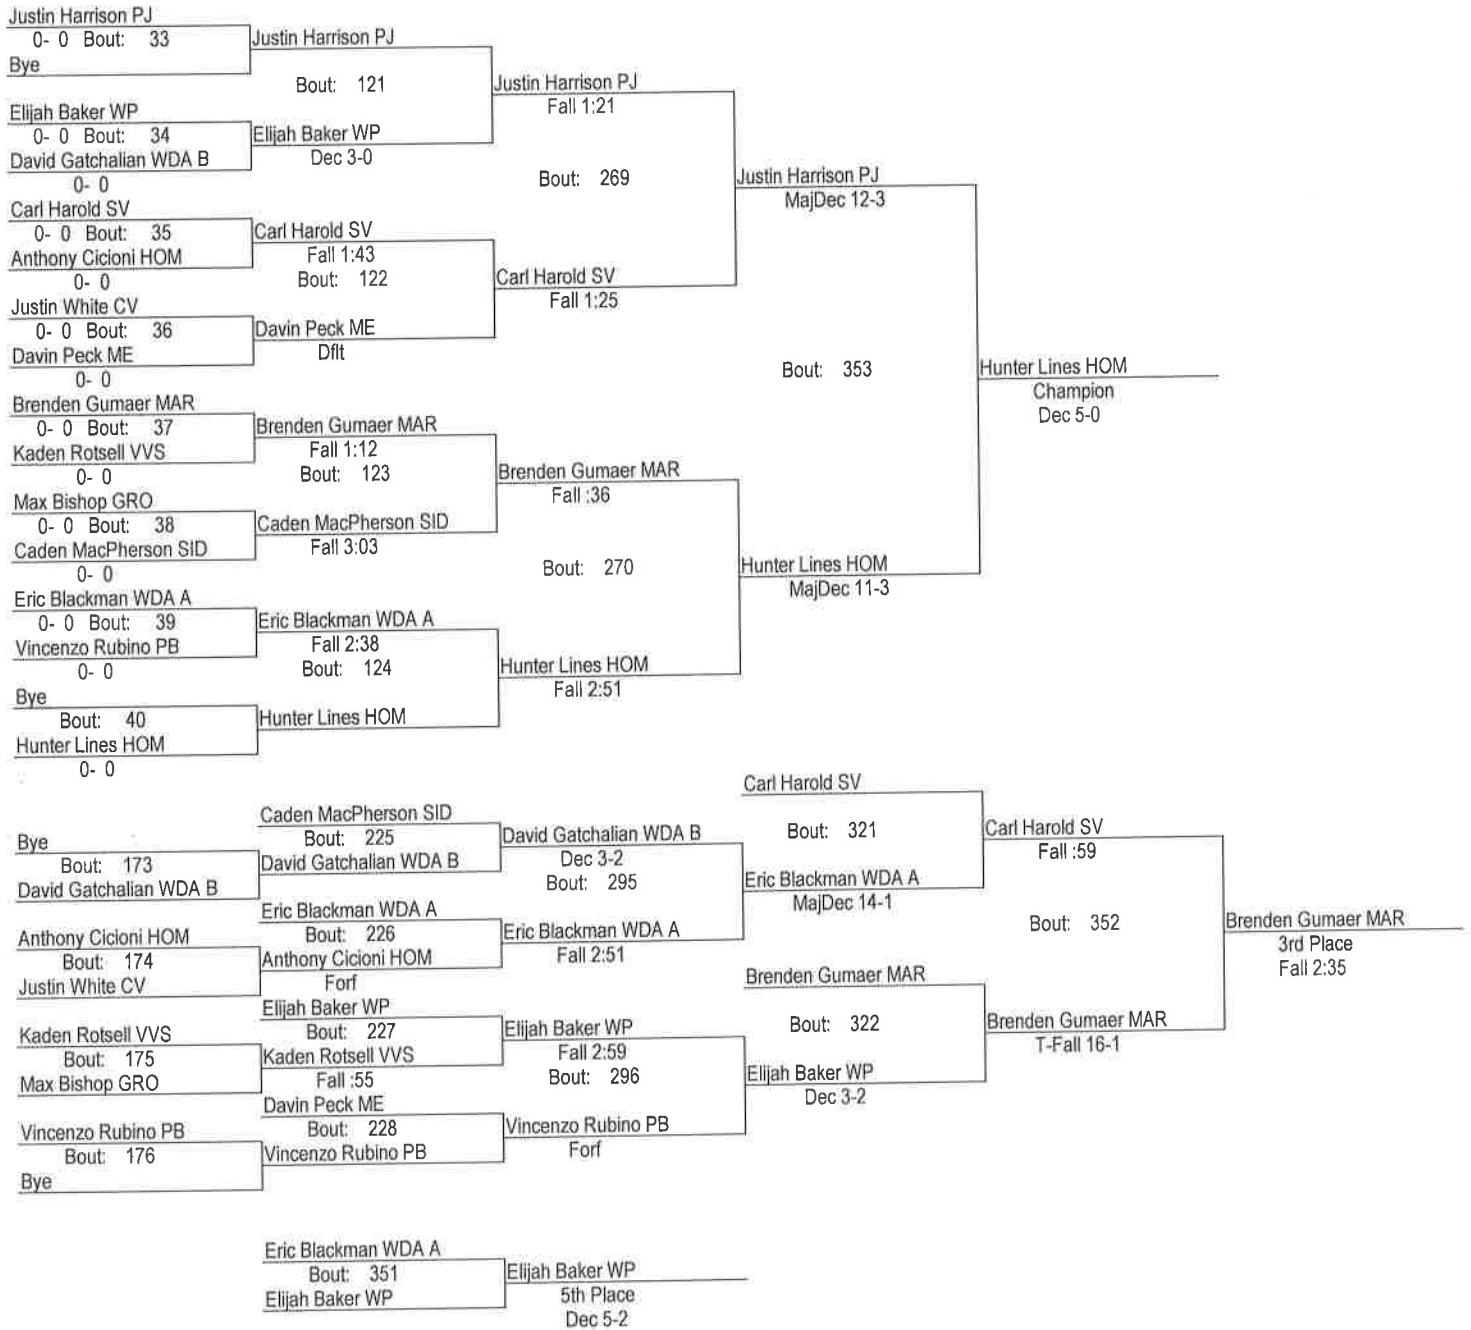 Justin Harrison PJ
0- 0 Bout: 33
Bye
Justin Harrison PJ
Bout: 121
Elijah Baker WP
0- 0 Bout: 34
David Gatchalian WDA B
0- 0
Elijah Baker WP
Dec 3-0
Justin Harrison PJ
Fall 1:21
Bout: 269
Carl Harold SV
0- 0 Bout: 35
Anthony Cicioni HOM
0- 0
Carl Harold SV
Fall 1:43
Bout: 122
Justin White CV
0- 0 Bout: 36
Davin Peck ME
0- 0
Davin Peck ME
Dflt
Carl Harold SV
Fall 1:25
Justin Harrison PJ
MajDec 12-3
Bout: 353
Brenden Gumaer MAR
0- 0 Bout: 37
Kaden Rotsell VVS
0- 0
Brenden Gumaer MAR
Fall 1:12
Bout: 123
Max Bishop GRO
0- 0 Bout: 38
Caden MacPherson SID
0- 0
Caden MacPherson SID
Fall 3:03
Brenden Gumaer MAR
Fall :36
Bout: 270
Eric Blackman WDA A
0- 0 Bout: 39
Vincenzo Rubino PB
0- 0
Eric Blackman WDA A
Fall 2:38
Bout: 124
Bye
Bout: 40
Hunter Lines HOM
0- 0
Hunter Lines HOM
Hunter Lines HOM
Fall 2:51
Hunter Lines HOM
MajDec 11-3
Hunter Lines HOM
Champion
Dec 5-0
Bye
Bout: 173
David Gatchalian WDA B
Caden MacPherson SID
Bout: 225
David Gatchalian WDA B
David Gatchalian WDA B
Dec 3-2
Bout: 295
Anthony Cicioni HOM
Bout: 174
Justin White CV
Eric Blackman WDA A
Bout: 226
Anthony Cicioni HOM
Forf
Eric Blackman WDA A
Fall 2:51
Carl Harold SV
Bout: 321
Eric Blackman WDA A
MajDec 14-1
Carl Harold SV
Fall :59
Bout: 352
Kaden Rotsell VVS
Bout: 175
Max Bishop GRO
Elijah Baker WP
Bout: 227
Kaden Rotsell VVS
Fall :55
Elijah Baker WP
Fall 2:59
Bout: 296
Vincenzo Rubino PB
Bout: 176
Bye
Davin Peck ME
Bout: 228
Vincenzo Rubino PB
Vincenzo Rubino PB
Forf
Brenden Gumaer MAR
Bout: 322
Elijah Baker WP
Dec 3-2
Brenden Gumaer MAR
T-Fall 16-1
Brenden Gumaer MAR
3rd Place
Fall 2:35
Eric Blackman WDA A
Bout: 351
Elijah Baker WP
Elijah Baker WP
5th Place
Dec 5-2